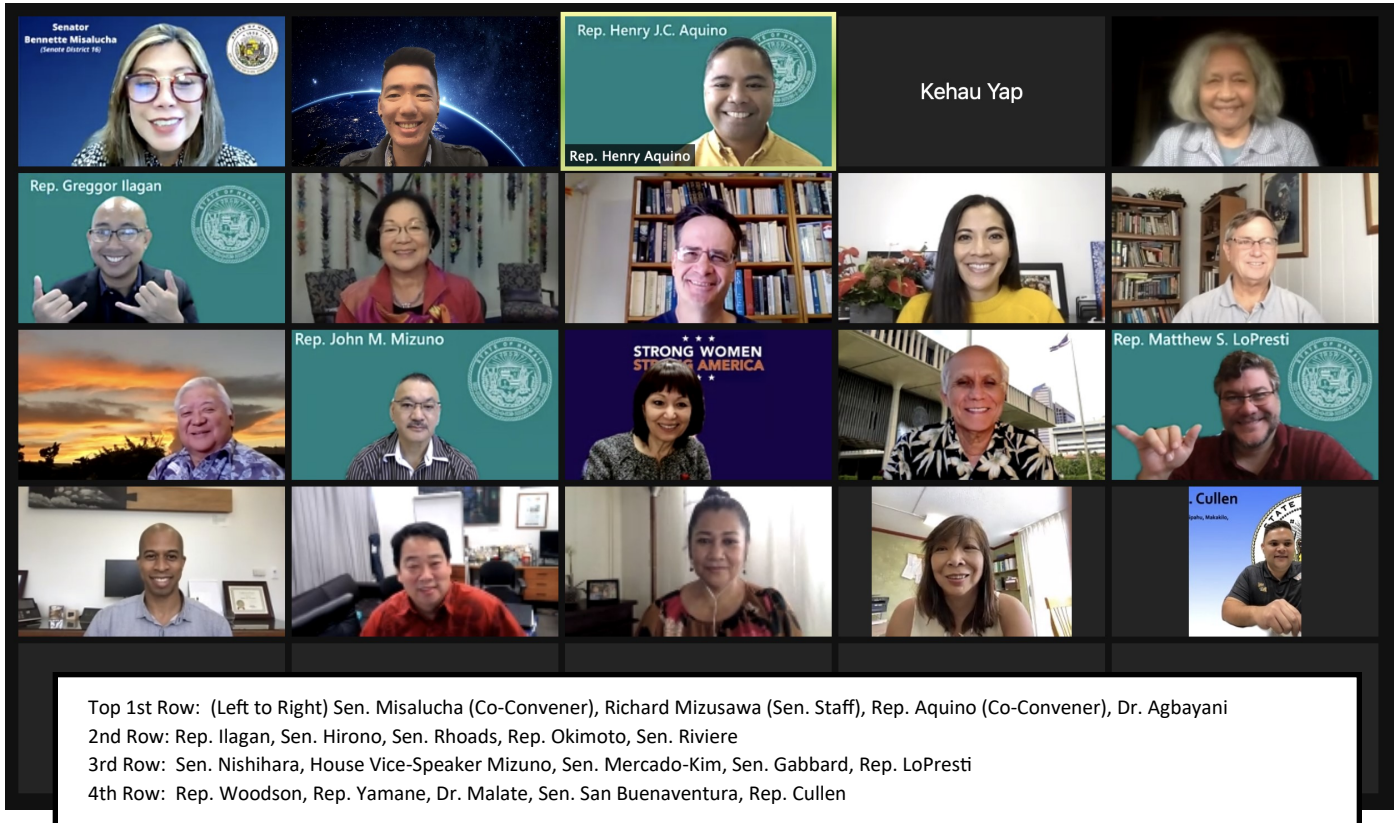 Senator
Bennette Misalucha
(Senate District 16)
Rep. Henry J.C. Aquino
Rep. Henry Aquino
Kehau Yap
Rep. Greggor Ilagan
Rep. John M. Mizuno
STRONG WOMEN
STRONG AMERICA
Rep. Matthew S. LoPresti
. Cullen
ipahu, Makakilo,
Top 1st Row: (Left to Right) Sen. Misalucha (Co-Convener), Richard Mizusawa (Sen. Staff), Rep. Aquino (Co-Convener), Dr. Agbayani
2nd Row: Rep. Ilagan, Sen. Hirono, Sen. Rhoads, Rep. Okimoto, Sen. Riviere
3rd Row: Sen. Nishihara, House Vice-Speaker Mizuno, Sen. Mercado-Kim, Sen. Gabbard, Rep. LoPresti
4th Row: Rep. Woodson, Rep. Yamane, Dr. Malate, Sen. San Buenaventura, Rep. Cullen